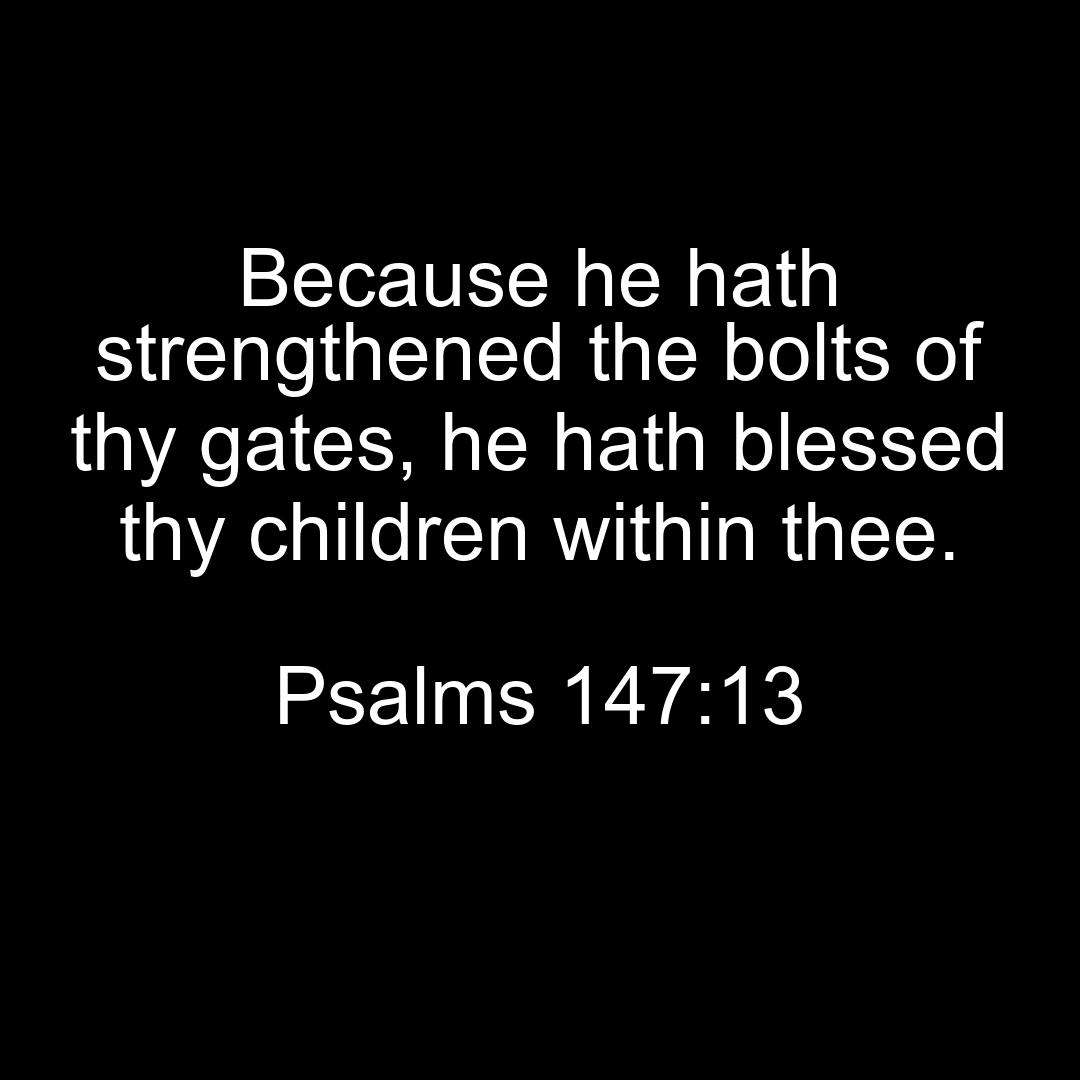 Because he hath
strengthened the bolts of
thy gates, he hath blessed
thy children within thee.
Psalms 147:13